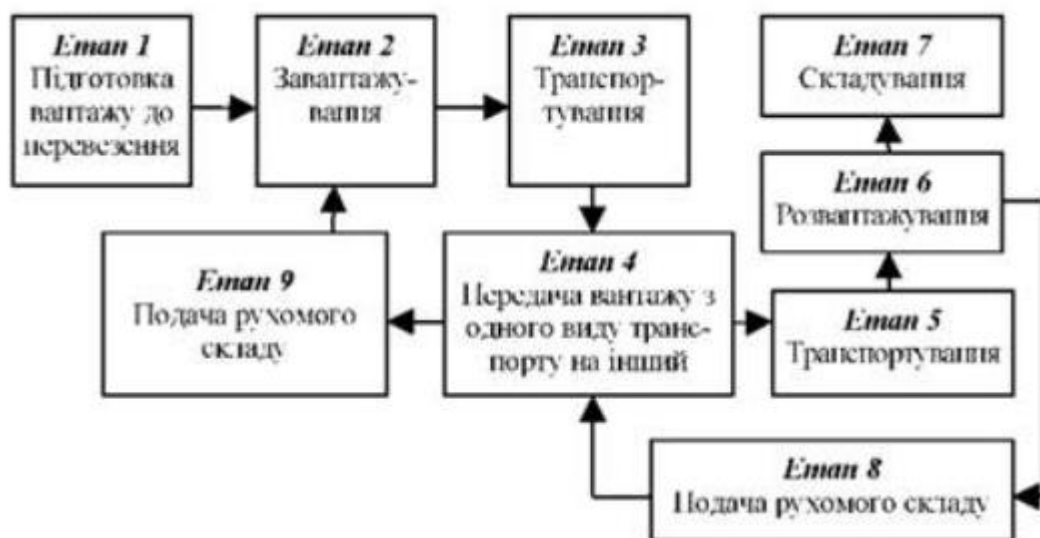 Етап 1
Підготовка
вантажу до
перевезення
Етап 2
Завантажу-
вання
Етап 3
Транспор-
тування
Етап 7
Складування
Етап 6
Розвантажування
Етап 9
Подача рухомого
складу
Етап 4
Передача вантажу з
одного виду транс-
порту на інший
Етап 5
Транспортування
Етап 8
Подача рухомого складу